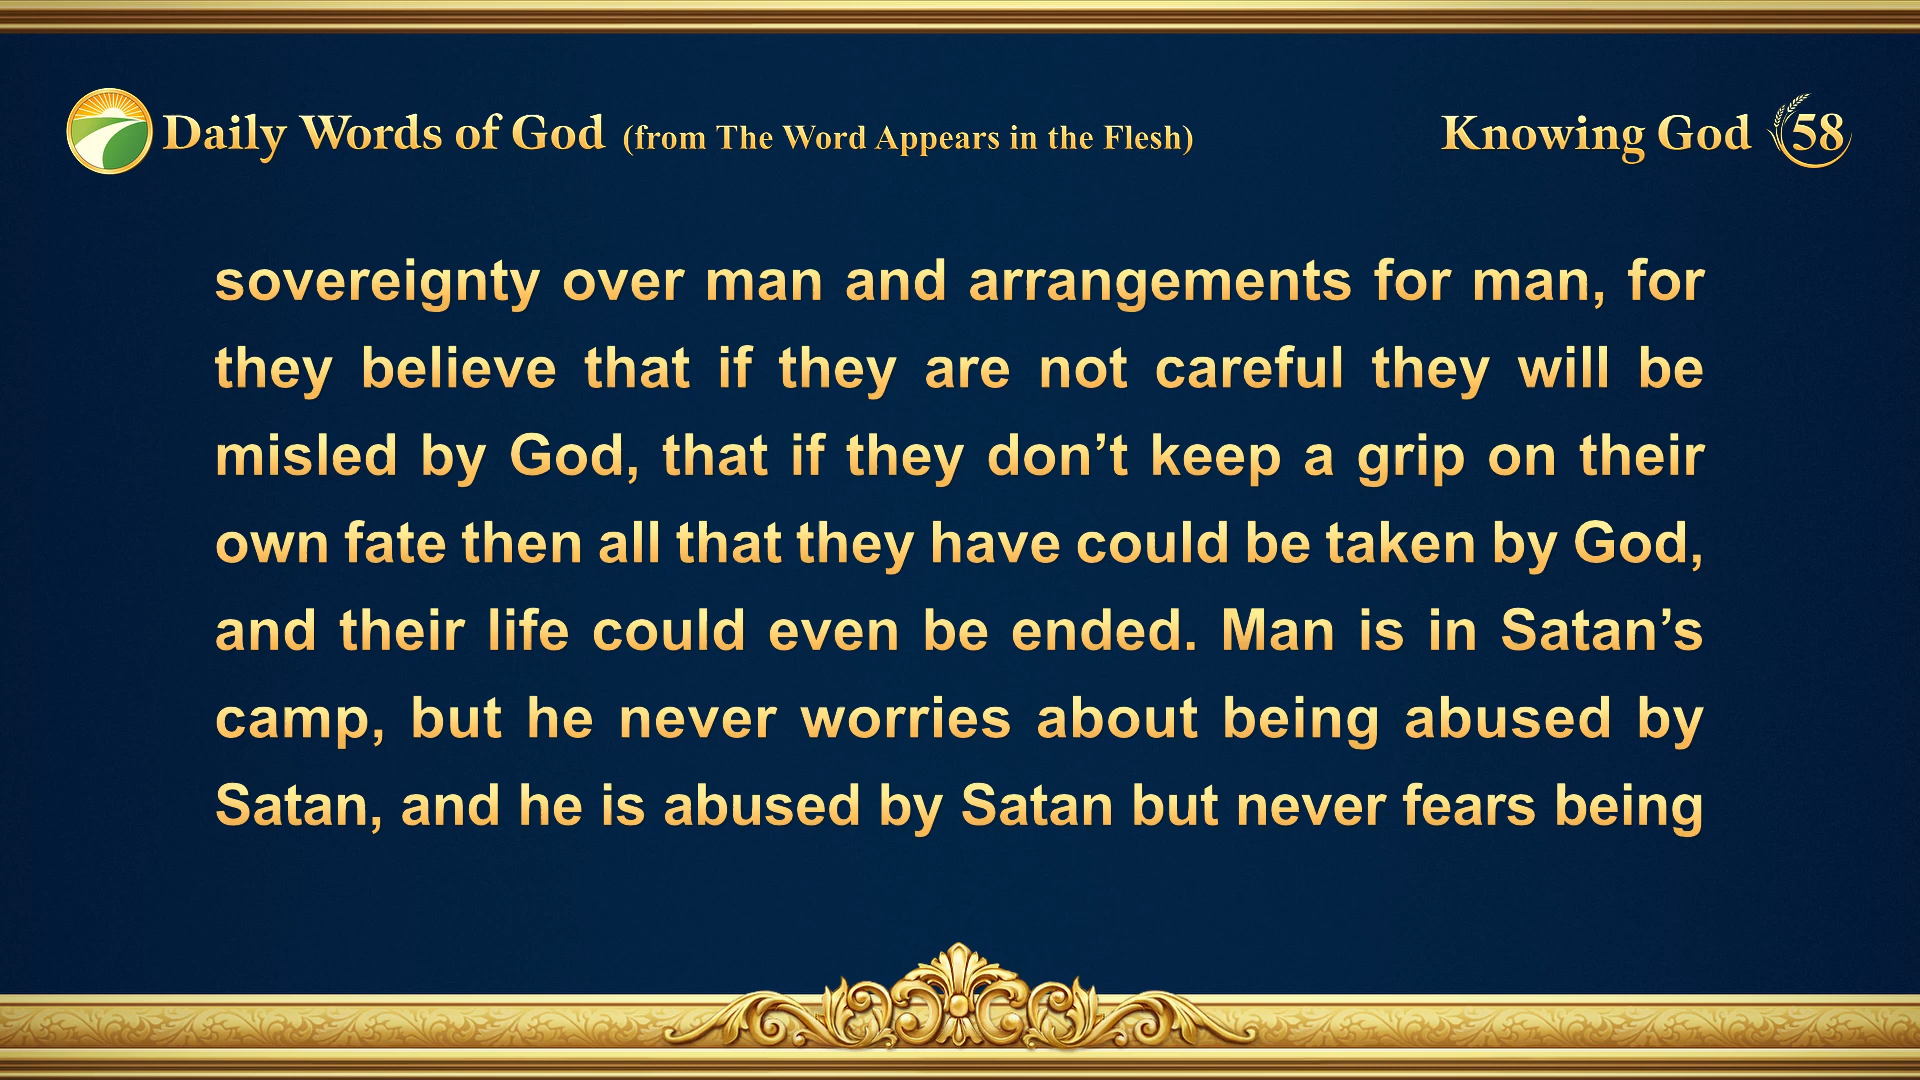 Daily Words of God (from The Word Appears in the Flesh)
Knowing God 58
sovereignty over man and arrangements for man, for
they believe that if they are not careful they will be
misled by God, that if they don’t keep a grip on their
own fate then all that they have could be taken by God,
and their life could even be ended. Man is in Satan’s
camp, but he never worries about being abused by
Satan, and he is abused by Satan but never fears being